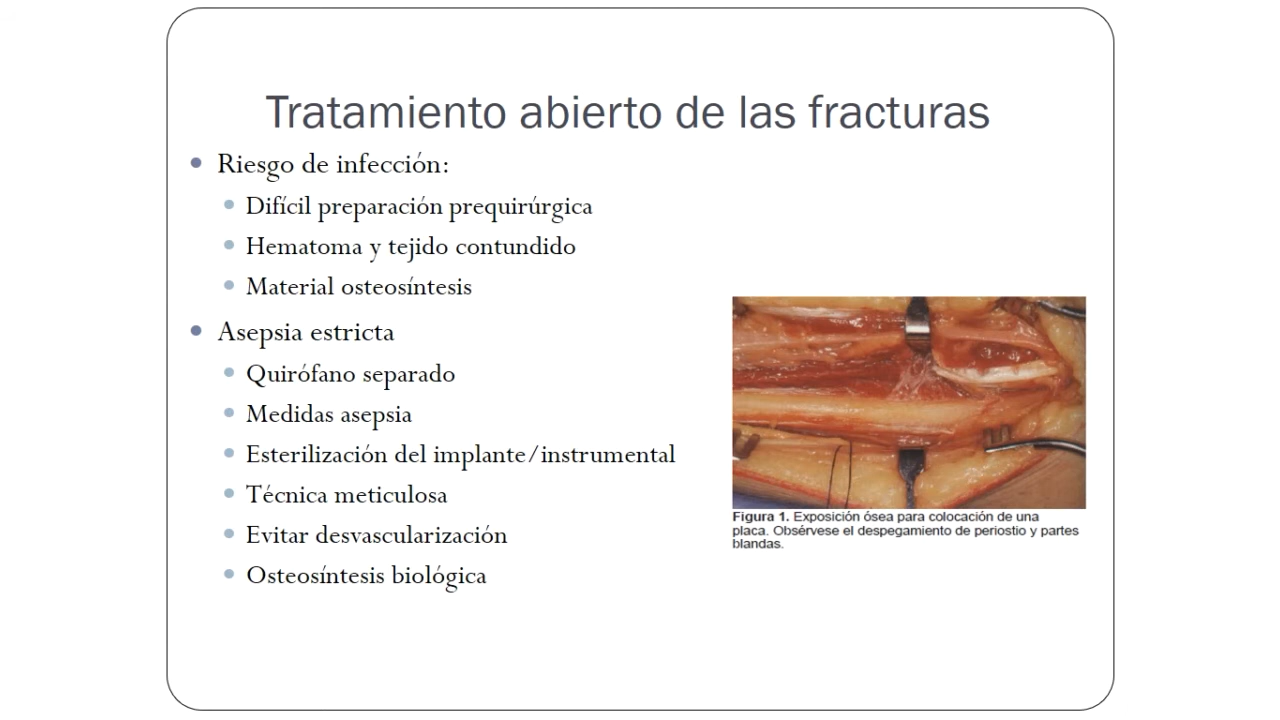 Tratamiento abierto de las fracturas
Riesgo de infección:
Difícil preparación prequirúrgica
Hematoma y tejido contundido
Material osteosíntesis
Asepsia estricta
Quirófano separado
Medidas asepsia
Esterilización del implante/instrumental
Técnica meticulosa
Evitar desvascularización
Osteosíntesis biológica
Figura 1. Exposición ósea para colocación de una
placa. Obsérvese el despegamiento de periostio y partes
blandas.